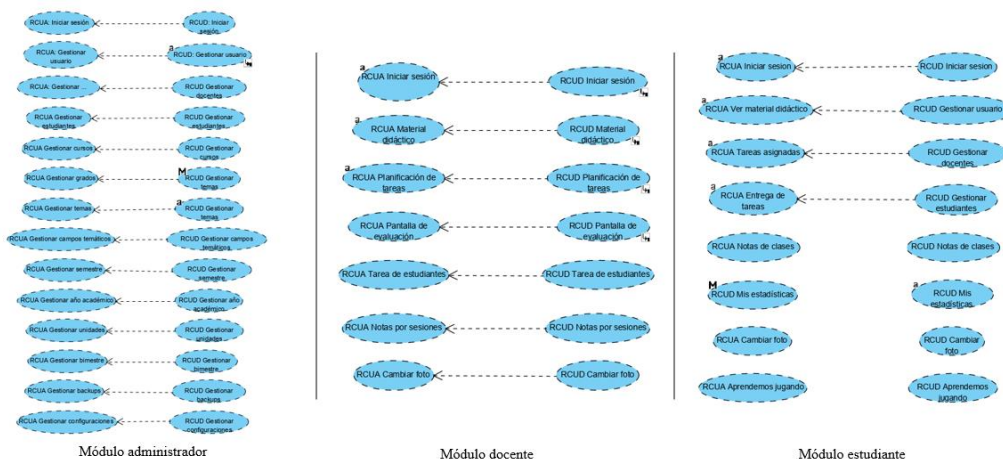 RCUA: Iniciar sesión
RCUD: Iniciar
sesión
RCUA: Gestionar
usuario
a
RCUD: Gestionar usuario
RCUA: Gestionar ...
RCUD Gestionar
docentes
RCUA Gestionar
estudiantes
RCUD Gestionar
estudiantes
RCUA Gestionar cursos
RCUD Gestionar
cursos
RCUA Gestionar grados
M
RCUD Gestionar
temas
RCUA Gestionar temas
a
RCUD Gestionar
temas
RCUA Gestionar campos temáticos
RCUD Gestionar campos
temáticos
RCUA Gestionar semestre
RCUD Gestionar
semestre
RCUA Gestionar año académico
RCUD Gestionar año
académico
RCUA Gestionar unidades
RCUD Gestionar
unidades
RCUA Gestionar bimestre
RCUD Gestionar
bimestre
RCUA Gestionar backups
RCUD Gestionar
backups
RCUA Gestionar configuraciones
RCUD Gestionar
configuraciones
Módulo administrador
a
RCUA Iniciar sesión
RCUD Iniciar sesión
a
RCUA Material
didáctico
RCUD Material
didáctico
a
RCUA Planificación de
tareas
RCUD Planificación de
tareas
RCUA Pantalla de
evaluación
RCUD Pantalla de
evaluación
RCUA Tarea de estudiantes
RCUD Tarea de estudiantes
RCUA Notas por sesiones
RCUD Notas por sesiones
RCUA Cambiar foto
RCUD Cambiar foto
Módulo docente
a
RCUA Iniciar sesion
RCUD Iniciar sesion
a
RCUA Ver material didáctico
RCUD Gestionar usuario
a
RCUA Tareas asignadas
RCUD Gestionar
docentes
a
RCUA Entrega de
tareas
RCUD Gestionar
estudiantes
RCUA Notas de clases
RCUD Notas de clases
M
RCUD Mis estadísticas
a
RCUD Mis
estadísticas
RCUA Cambiar foto
RCUD Cambiar
foto
RCUA Aprendemos jugando
RCUD Aprendemos
jugando
Módulo estudiante